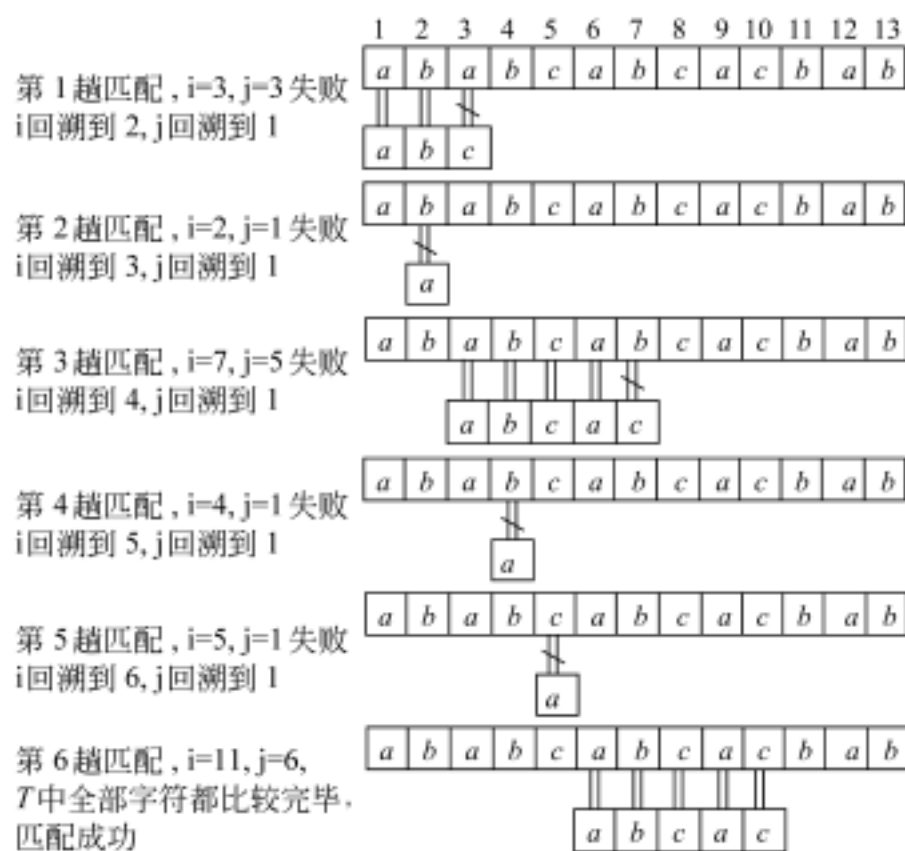 1 2 3 4 5 6 7 8 9 10 11 12 13
a b a b c a b c a c b a b
第 1 趟匹配 , i=3, j=3 失败
i回溯到 2, j回溯到 1
a b c
a b a b c a b c a c b a b
第 2 趟匹配 , i=2, j=1 失败
i回溯到 3, j回溯到 1
a
a b a b c a b c a c b a b
第 3 趟匹配 , i=7, j=5 失败
i回溯到 4, j回溯到 1
a b c a c
a b a b c a b c a c b a b
第 4 趟匹配 , i=4, j=1 失败
i回溯到 5, j回溯到 1
a
a b a b c a b c a c b a b
第 5 趟匹配 , i=5, j=1 失败
i回溯到 6, j回溯到 1
a
a b a b c a b c a c b a b
第 6 趟匹配 , i=11, j=6,
T中全部字符都比较完毕,
匹配成功
a b c a c